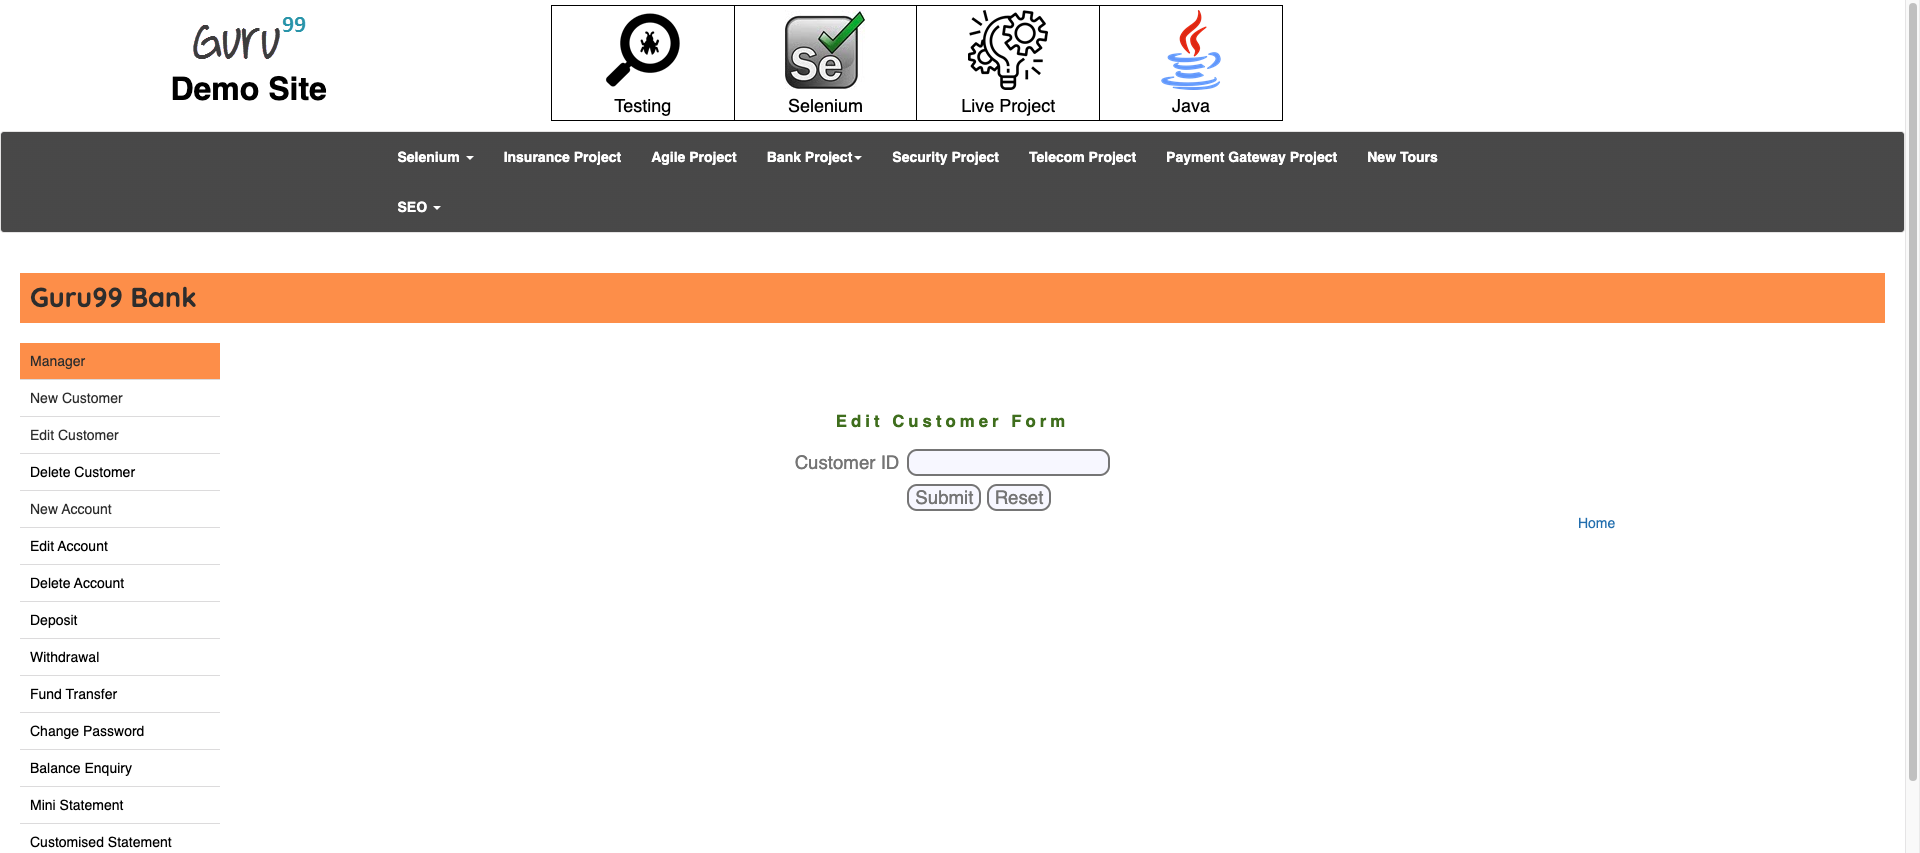 Guru99
Demo Site
Testing
Se
Selenium
Live Project
Java
Selenium
Insurance Project
Agile Project
Bank Project
Security Project
Telecom Project
Payment Gateway Project
New Tours
SEO
Guru99 Bank
Manager
New Customer
Edit Customer
Delete Customer
New Account
Edit Account
Delete Account
Deposit
Withdrawal
Fund Transfer
Change Password
Balance Enquiry
Mini Statement
Customised Statement
Edit Customer Form
Customer ID
Submit Reset
Home